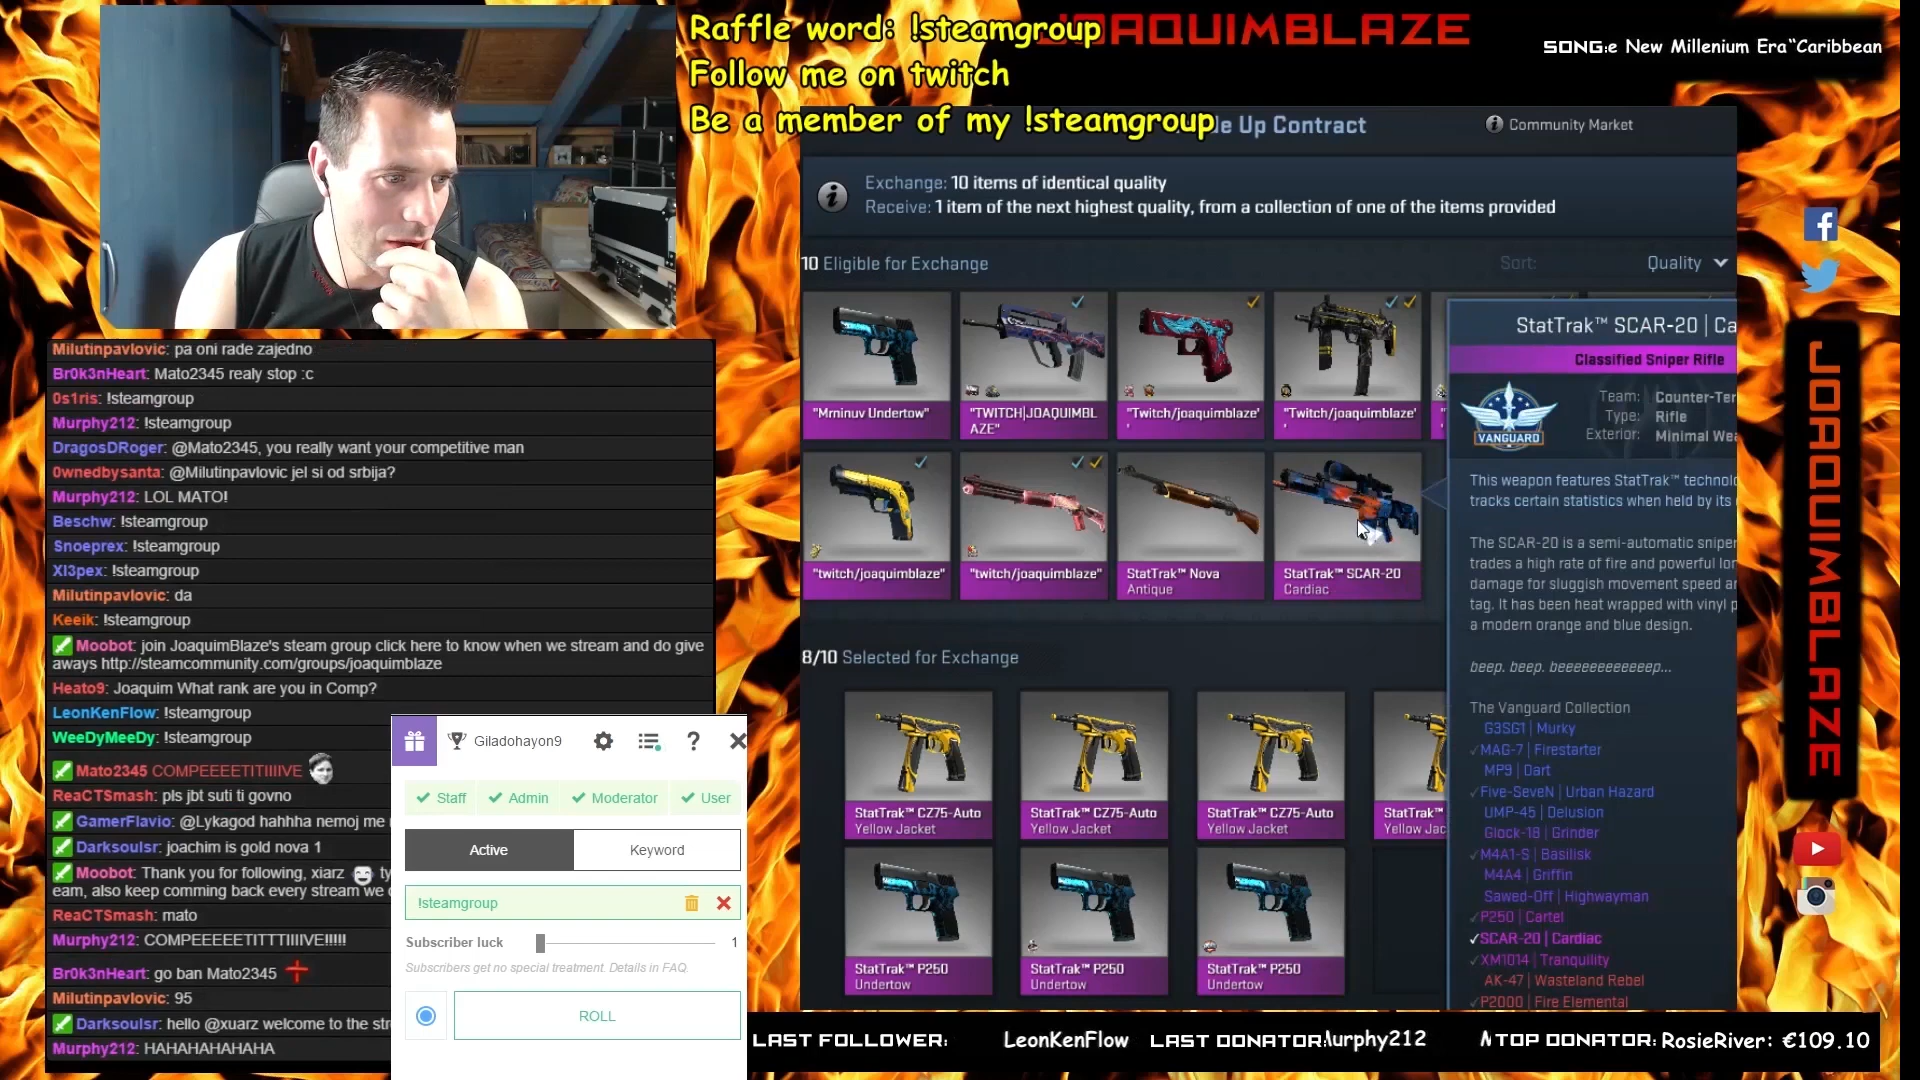 Raffle word: !steamgroup
Follow me on twitch
Be a member of my !steamgroup
AQUIMBLAZE
SONG:e New Millenium Era"Caribbean
de Up Contract
Community Market
Exchange: 10 items of identical quality
Receive: 1 item of the next highest quality, from a collection of one of the items provided
10 Eligible for Exchange
Sort:
Quality
"Mrninuv Undertow"
"TWITCH|JOAQUIMBL
AZE"
"Twitch/joaquimblaze'
'
"Twitch/joaquimblaze'
'
"twitch/joaquimblaze"
"twitch/joaquimblaze"
StatTrak™ Nova
Antique
StatTrak™ SCAR-20
Cardiac
StatTrak™ SCAR-20 | Ca
Classified Sniper Rifle
VANGUARD
Team: Counter-Ter
Type: Rifle
Exterior: Minimal Wea
This weapon features StatTrak™ technol
tracks certain statistics when held by its
The SCAR-20 is a semi-automatic sniper
trades a high rate of fire and powerful lon
damage for sluggish movement speed a
tag. It has been heat wrapped with vinyl p
a modern orange and blue design.
beep. beep. beeeeeeeeeeep...
The Vanguard Collection
G3SG1 | Murky
✓MAG-7 | Firestarter
MP9 | Dart
✓Five-SeveN | Urban Hazard
UMP-45 | Delusion
Glock-18 | Grinder
✓M4A1-S | Basilisk
M4A4 | Griffin
Sawed-Off | Highwayman
✓P250 | Cartel
✓SCAR-20 | Cardiac
✓XM1014 | Tranquility
AK-47 | Wasteland Rebel
✓P2000 | Fire Elemental
8/10 Selected for Exchange
StatTrak™ CZ75-Auto
Yellow Jacket
StatTrak™ CZ75-Auto
Yellow Jacket
StatTrak™ CZ75-Auto
Yellow Jacket
StatTrak™ C
Yellow Jac
StatTrak™ P250
Undertow
StatTrak™ P250
Undertow
StatTrak™ P250
Undertow
JOAQUIMBLAZE
Milutinpavlovic: pa oni rade zajedno
Br0k3nHeart: Mato2345 realy stop :c
0s1ris: !steamgroup
Murphy212: !steamgroup
DragosDRoger: @Mato2345, you really want your competitive man
0wnedbysanta: @Milutinpavlovic jel si od srbija?
Murphy212: LOL MATO!
Beschw: !steamgroup
Snoeprex: !steamgroup
Xl3pex: !steamgroup
Milutinpavlovic: da
Keeik: !steamgroup
Moobot: join JoaquimBlaze's steam group click here to know when we stream and do give
aways http://steamcommunity.com/groups/joaquimblaze
Heato9: Joaquim What rank are you in Comp?
LeonKenFlow: !steamgroup
WeeDyMeeDy: !steamgroup
Mato2345 COMPEEEETITIIIIVE
ReaCTSmash: pls jbt suti ti govno
GamerFlavio: @Lykagod hahhha nemoj me
Darksoulsr: joachim is gold nova 1
Moobot: Thank you for following, xiarz ty
eam, also keep comming back every stream we
ReaCTSmash: mato
Murphy212: COMPEEEEETITTTIIIIVE!!!!!
Br0k3nHeart: go ban Mato2345
Milutinpavlovic: 95
Darksoulsr: hello @xuarz welcome to the str
Murphy212: HAHAHAHAHAHA
Giladohayon9
?
Staff
Admin
Moderator
User
Active
Keyword
!steamgroup
Subscriber luck
1
Subscribers get no special treatment. Details in FAQ.
ROLL
LAST FOLLOWER: LeonKenFlow LAST DONATOR: Murphy212 TOP DONATOR: RosieRiver: €109.10